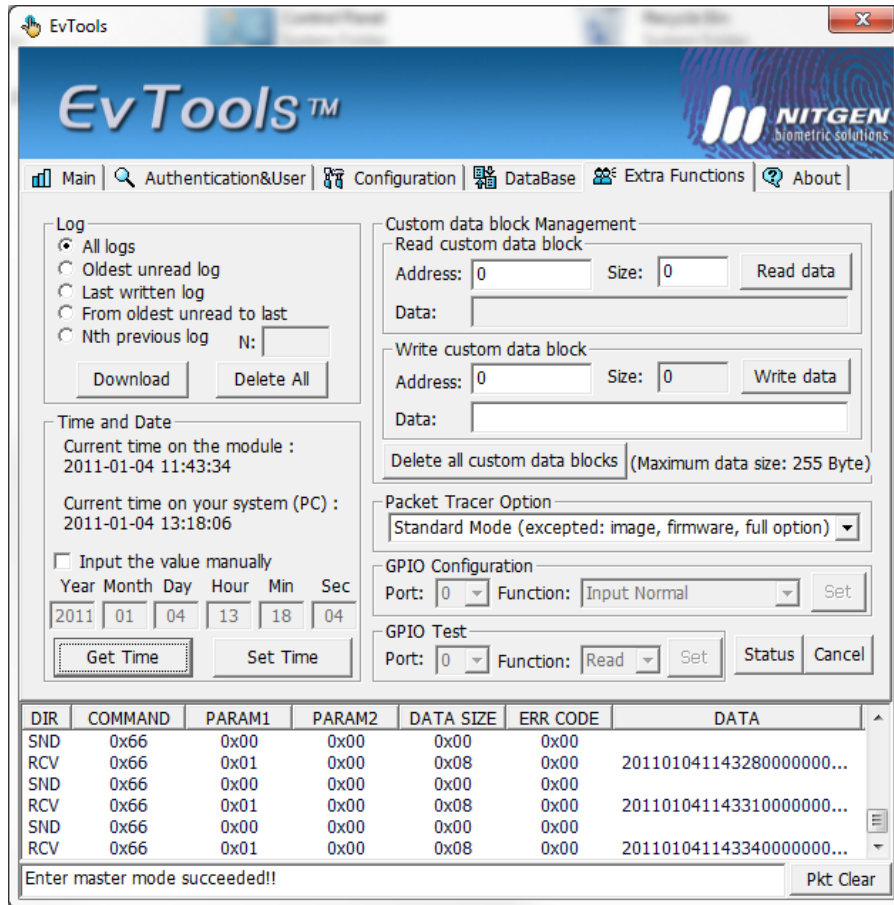 EvTools
EvTools™
NITGEN
biometric solutions
Main
Authentication&User
Configuration
DataBase
Extra Functions
About
Log
All logs
Oldest unread log
Last written log
From oldest unread to last
Nth previous log N:
Download Delete All
Time and Date
Current time on the module :
2011-01-04 11:43:34
Current time on your system (PC) :
2011-01-04 13:18:06
Input the value manually
Year Month Day Hour Min Sec
2011 01 04 13 18 04
Get Time Set Time
Custom data block Management
Read custom data block
Address: 0 Size: 0 Read data
Data:
Write custom data block
Address: 0 Size: 0 Write data
Data:
Delete all custom data blocks (Maximum data size: 255 Byte)
Packet Tracer Option
Standard Mode (excepted: image, firmware, full option)
GPIO Configuration
Port: 0 Function: Input Normal Set
GPIO Test
Port: 0 Function: Read Set
Status Cancel
DIR COMMAND PARAM1 PARAM2 DATA SIZE ERR CODE DATA
SND 0x66 0x00 0x00 0x00 0x00
RCV 0x66 0x01 0x00 0x08 0x00 201101041143280000000...
SND 0x66 0x00 0x00 0x00 0x00
RCV 0x66 0x01 0x00 0x08 0x00 201101041143310000000...
SND 0x66 0x00 0x00 0x00 0x00
RCV 0x66 0x01 0x00 0x08 0x00 201101041143340000000...
Enter master mode succeeded!! Pkt Clear